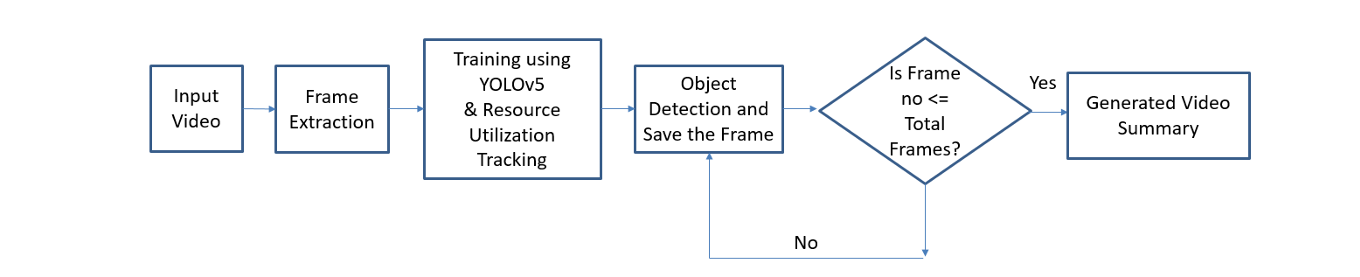 Input
Video
Frame
Extraction
Training using
YOLOv5
& Resource
Utilization
Tracking
Object
Detection and
Save the Frame
Is Frame
no <=
Total
Frames?
Yes
Generated Video
Summary
No